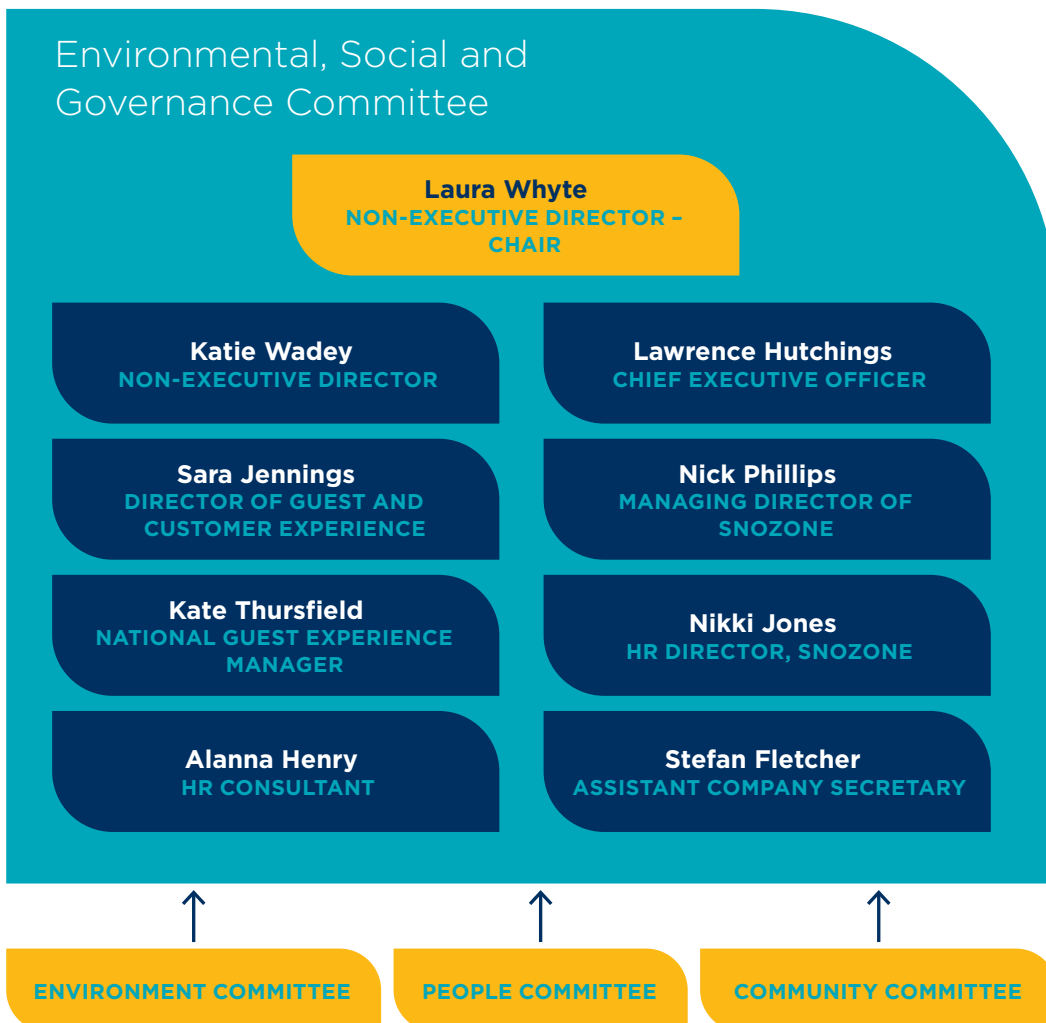 Environmental, Social and
Governance Committee
Laura Whyte
NON-EXECUTIVE DIRECTOR –
CHAIR
Katie Wadey
NON-EXECUTIVE DIRECTOR
Lawrence Hutchings
CHIEF EXECUTIVE OFFICER
Sara Jennings
DIRECTOR OF GUEST AND
CUSTOMER EXPERIENCE
Nick Phillips
MANAGING DIRECTOR OF
SNOZONE
Kate Thursfield
NATIONAL GUEST EXPERIENCE
MANAGER
Nikki Jones
HR DIRECTOR, SNOZONE
Alanna Henry
HR CONSULTANT
Stefan Fletcher
ASSISTANT COMPANY SECRETARY
ENVIRONMENT COMMITTEE
PEOPLE COMMITTEE
COMMUNITY COMMITTEE